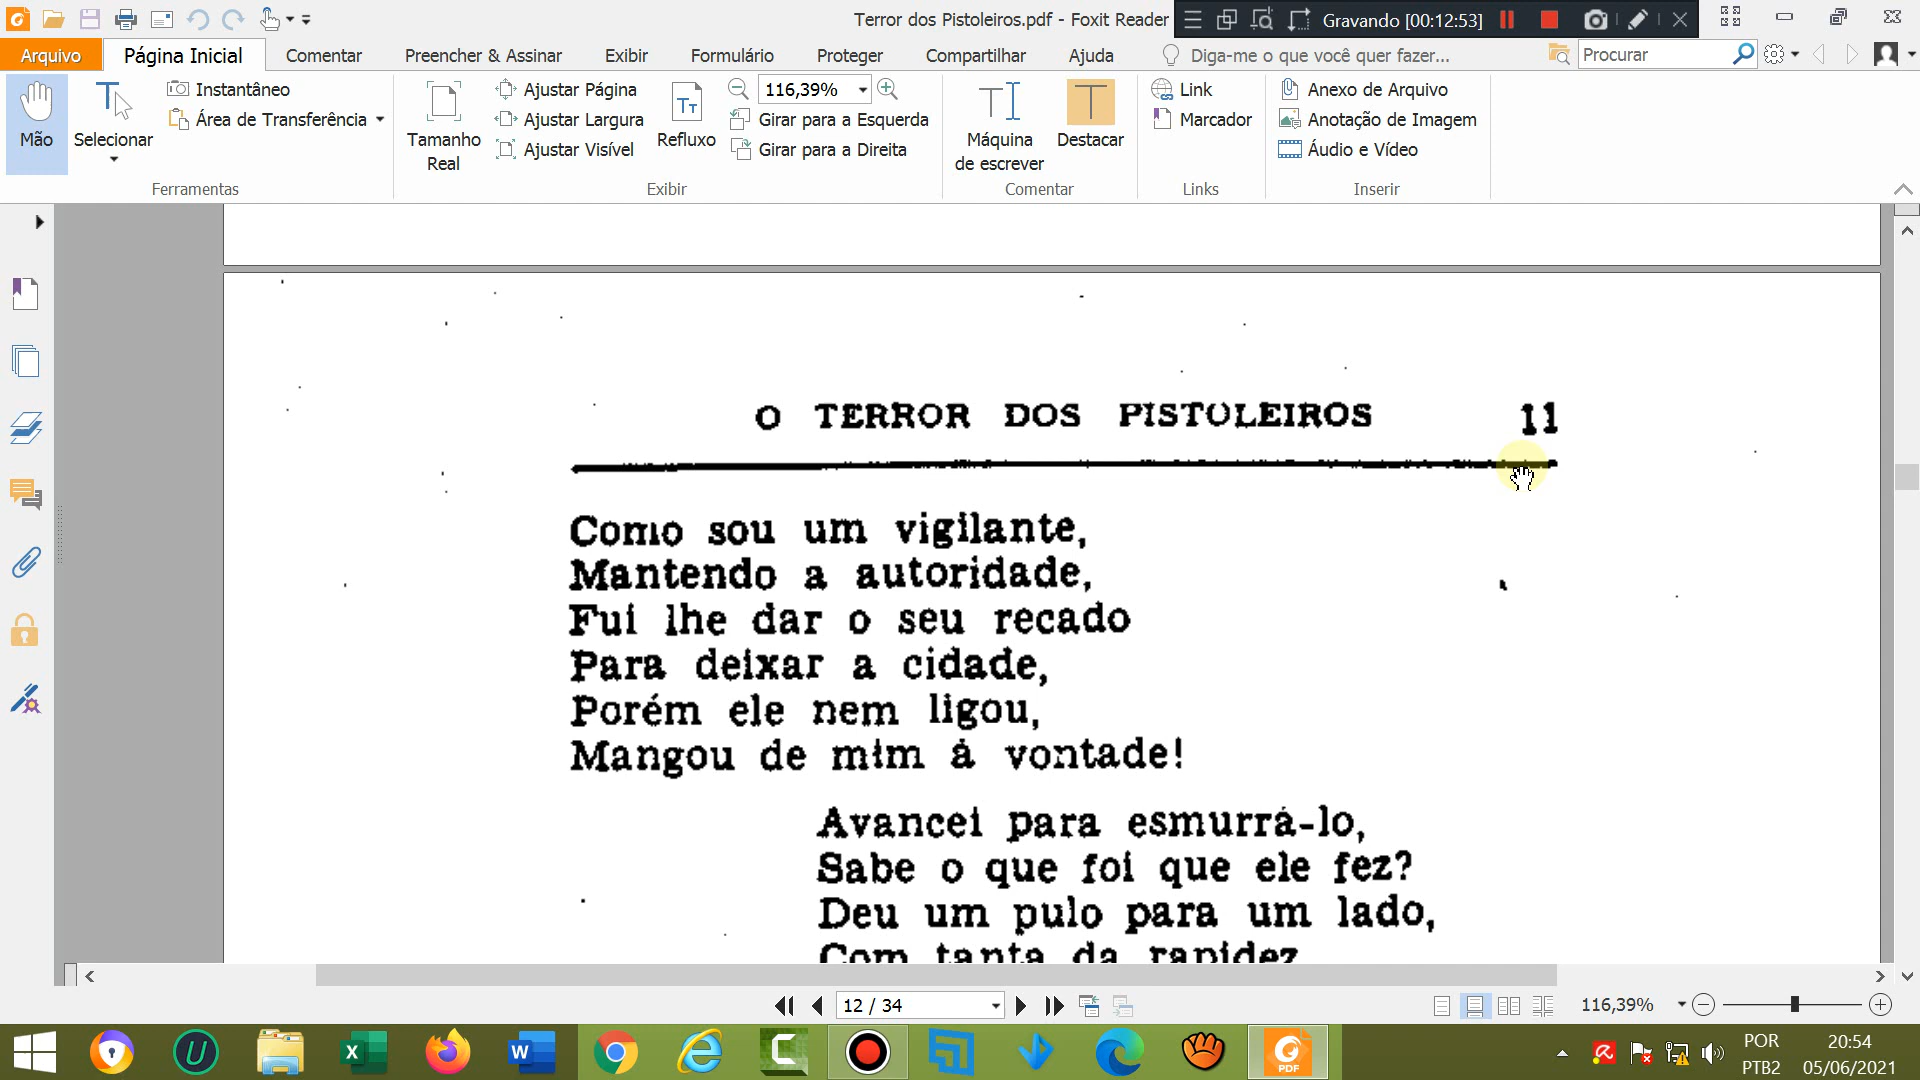 Terror dos Pistoleiros.pdf - Foxit Reader
Gravando [00:12:53]
Arquivo
Página Inicial
Comentar
Preencher & Assinar
Exibir
Formulário
Proteger
Compartilhar
Ajuda
Diga-me o que você quer fazer...
Procurar
Mão
Selecionar
Instantâneo
Área de Transferência
Ferramentas
Tamanho
Real
Ajustar Página
Ajustar Largura
Ajustar Visível
Refluxo
116,39%
Girar para a Esquerda
Girar para a Direita
Exibir
Máquina
de escrever
Destacar
Comentar
Link
Marcador
Links
Anexo de Arquivo
Anotação de Imagem
Áudio e Vídeo
Inserir
O TERROR DOS PISTOLEIROS 11
Como sou um vigilante,
Mantendo a autoridade,
Fui lhe dar o seu recado
Para deixar a cidade,
Porém ele nem ligou,
Mangou de mim á vontade!
Avancei para esmurrá-lo,
Sabe o que foi que ele fez?
Deu um pulo para um lado,
Com tanta da rapidez
12 / 34
116,39%
POR
PTB2
20:54
05/06/2021